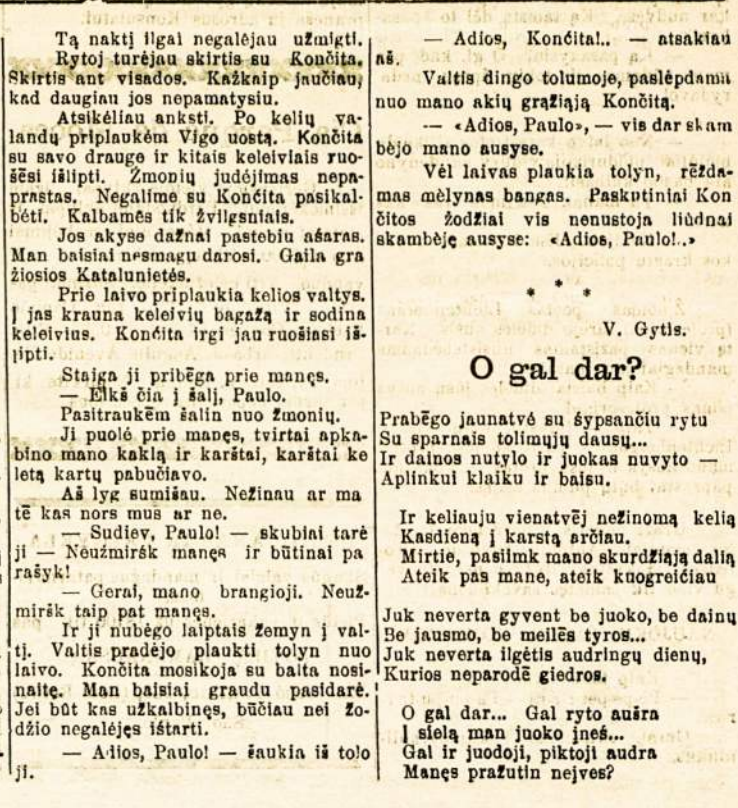 Tą naktį ilgai negalėjau užmigti.
Rytoj turėjau skirtis su Končita.
Skirtis ant visados. Kažkaip jaučiau,
kad daugiau jos nepamatysiu.
Atsikėliau anksti. Po kelių va-
landų priplaukėm Vigo uostą. Končita
su savo drauge ir kitais keleiviais ruo-
šėsi išlipti. Žmonių judėjimas nepa-
prastas. Negalime su Končita pasikal-
bėti. Kalbamės tik žvilgsniais.
Jos akyse dažnai pastebiu ašaras.
Man baisiai nesmagu darosi. Gaila gra
žiosios Katalunietės.
Prie laivo priplaukia kelios valtys.
Į jas krauna keleivių bagažą ir sodina
keleivius. Končita irgi jau ruošiasi iš-
lipti.
Staiga ji pribėga prie manęs.
— Eikš čia į šalį, Paulo.
Pasitraukėm šalin nuo žmonių.
Ji puolė prie manęs, tvirtai apka-
bino mano kaklą ir karštai, karštai ke
letą kartų pabučiavo.
Aš lyg sumišau. Nežinau ar ma
tė kas nors mus ar ne.
— Sudiev, Paulo! — skubiai tarė
ji — Neužmiršk manęs ir būtinai pa
rašyk!
— Gerai, mano brangioji. Neuž-
miršk taip pat manęs.
Ir ji nubėgo laiptais žemyn į val-
tį. Valtis pradėjo plaukti tolyn nuo
laivo. Končita mosikoja su balta nosi-
naite. Man baisiai graudu pasidarė.
Jei būt kas užkalbinęs, būčiau nei žo-
džio negalėjęs ištarti.
— Adios, Paulo! — šaukia iš tolo
ji.
— Adios, Končita!.. — atsakiau
aš.
Valtis dingo tolumoje, paslėpdama
nuo mano akių grąžiąją Končitą.
— «Adios, Paulo», — vis dar skam
bėjo mano ausyse.
Vėl laivas plaukia tolyn, rėžda-
mas mėlynas bangas. Paskutiniai Kon
čitos žodžiai vis nenustoja liūdnai
skambėję ausyse: «Adios, Paulo!..»
* * *
V. Gytis.
O gal dar?
Prabėgo jaunatvė su šypsančiu rytu
Su sparnais tolimųjų dausų...
Ir dainos nutylo ir juokas nuvyto —
Aplinkui klaiku ir baisu.
Ir keliauju vienatvėj nežinomą kelią
Kasdieną į karstą arčiau.
Mirtie, pasiimk mano skurdžiąją dalią
Ateik pas mane, ateik kuogreičiau
Juk neverta gyvent be juoko, be dainų
Be jausmo, be meilės tyros...
Juk neverta ilgėtis audringų dienų,
Kurios neparodė giedros.
O gal dar... Gal ryto aušra
Į sielą man juoko įneš...
Gal ir juodoji, piktoji audra
Manęs pražutin neįves?